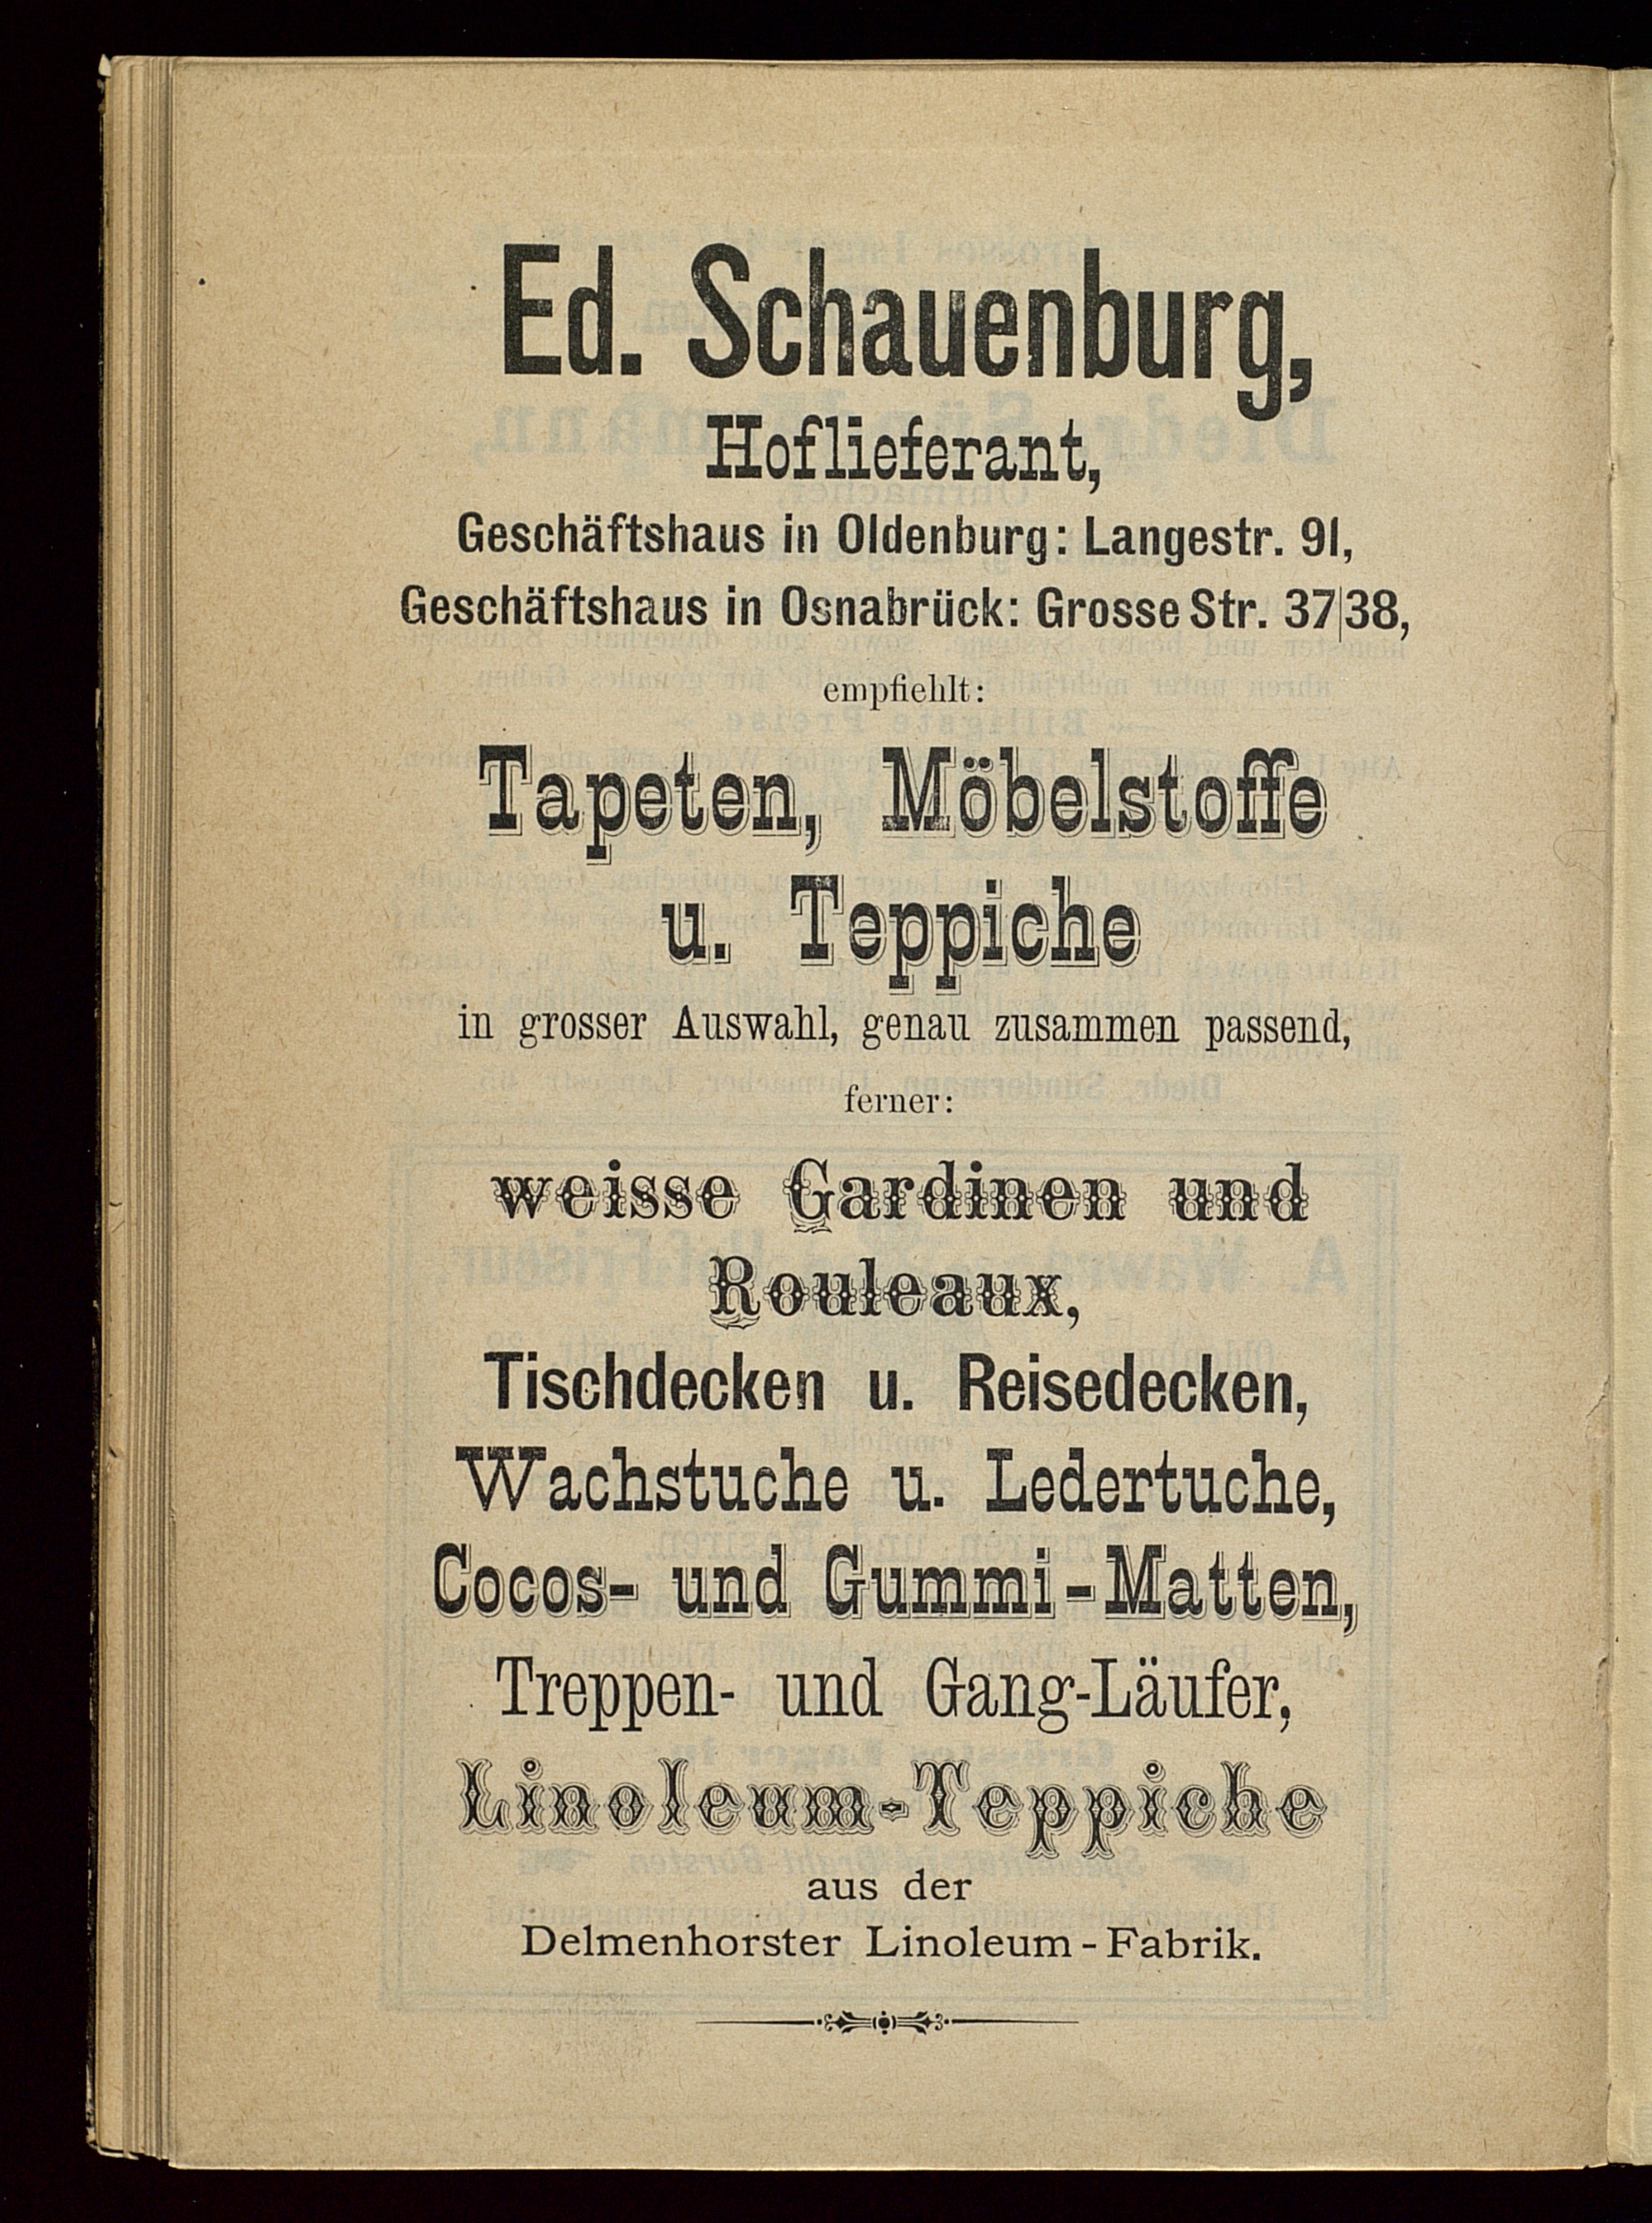 Ed. Schauenburg,
Hoflieferant,
Geschäftshaus in Oldenburg: Langestr. 91,
Geschäftshaus in Osnabrück: Grosse Str. 37|38,
empfiehlt:
Tapeten, Möbelstoffe
u. Teppiche
in grosser Auswahl, genau zusammen passend,
ferner:
weisse Gardinen und
Rouleaux,
Tischdecken u. Reisedecken,
Wachstuche u. Ledertuche,
Cocos- und Gummi-Matten,
Treppen- und Gang-Läufer,
Linoleum-Teppiche
aus der
Delmenhorster Linoleum-Fabrik.